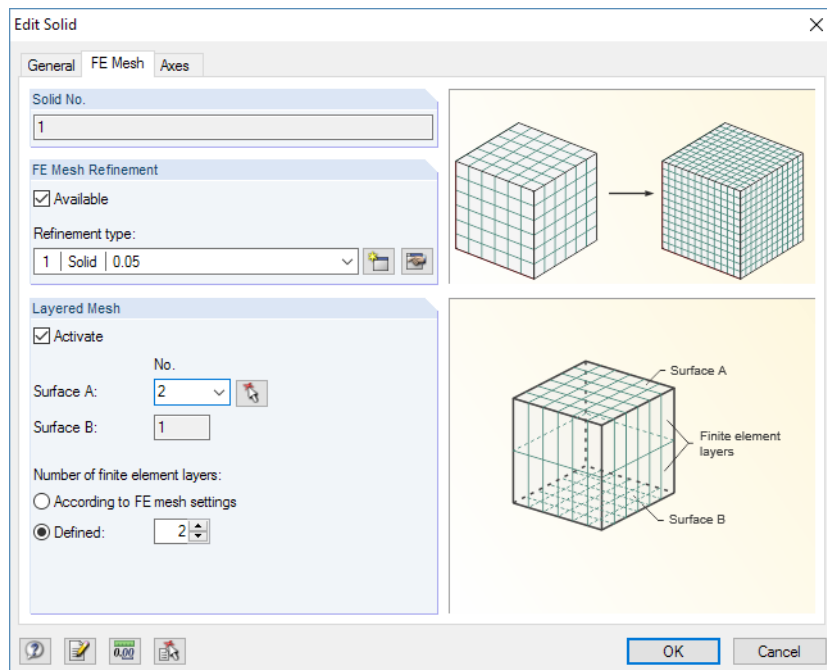 Edit Solid
General FE Mesh Axes
Solid No.
1
FE Mesh Refinement
Available
Refinement type:
1 Solid 0.05
Layered Mesh
Activate
No.
Surface A: 2
Surface B: 1
Number of finite element layers:
According to FE mesh settings
Defined: 2
Surface A
Finite element
layers
Surface B
0.00
OK Cancel